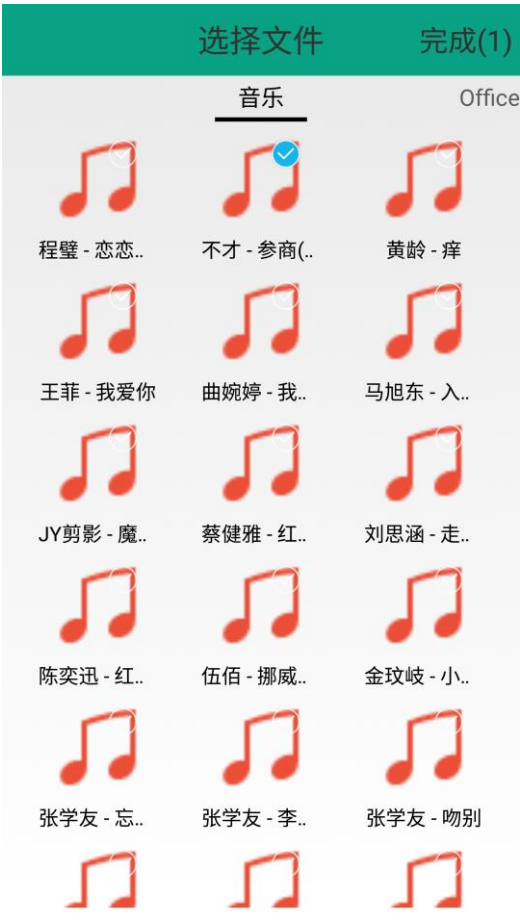 选择文件 完成(1)
音乐 Office
程璧 - 恋恋.. 不才 - 参商(.. 黄龄 - 痒
王菲 - 我爱你 曲婉婷 - 我.. 马旭东 - 入..
JY剪影 - 魔.. 蔡健雅 - 红.. 刘思涵 - 走..
陈奕迅 - 红.. 伍佰 - 挪威.. 金玟岐 - 小..
张学友 - 忘.. 张学友 - 李.. 张学友 - 吻别